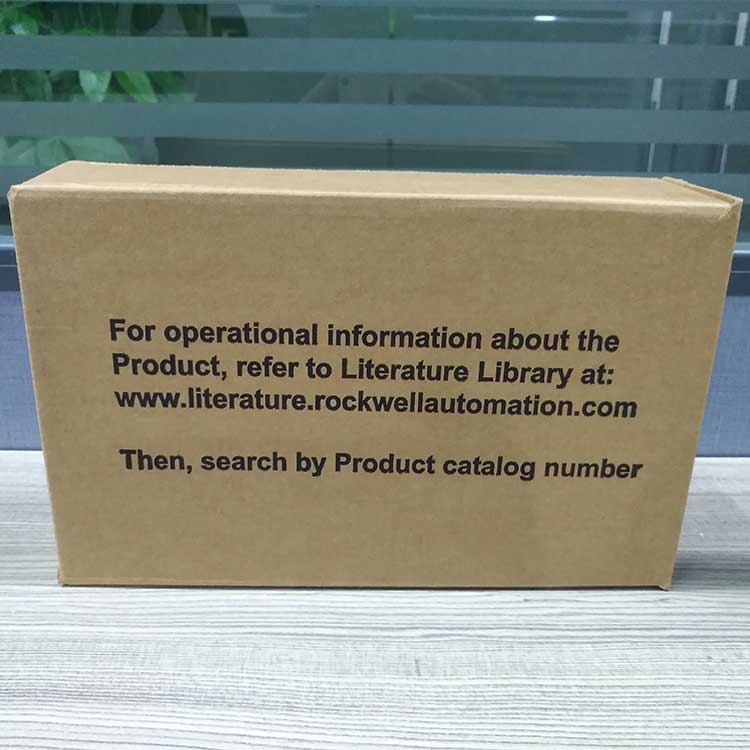 For operational information about the
Product, refer to Literature Library at:
www.literature.rockwellautomation.com
Then, search by Product catalog number